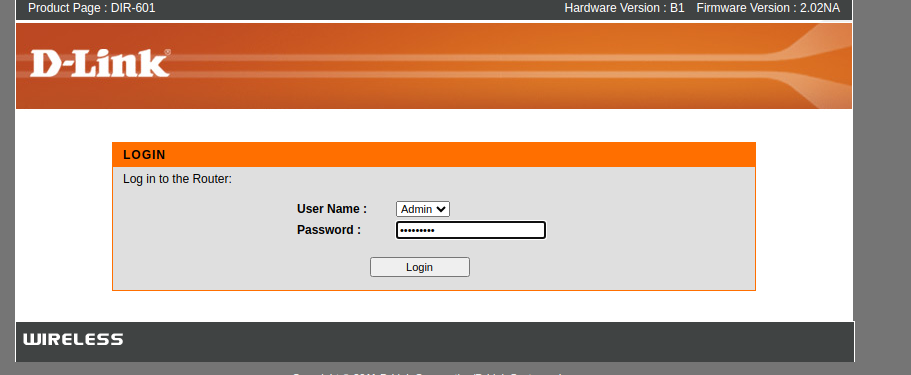 Product Page : DIR-601 Hardware Version : B1 Firmware Version : 2.02NA
D-Link®
LOGIN
Log in to the Router:
User Name : Admin
Password : •••••••••
Login
WIRELESS